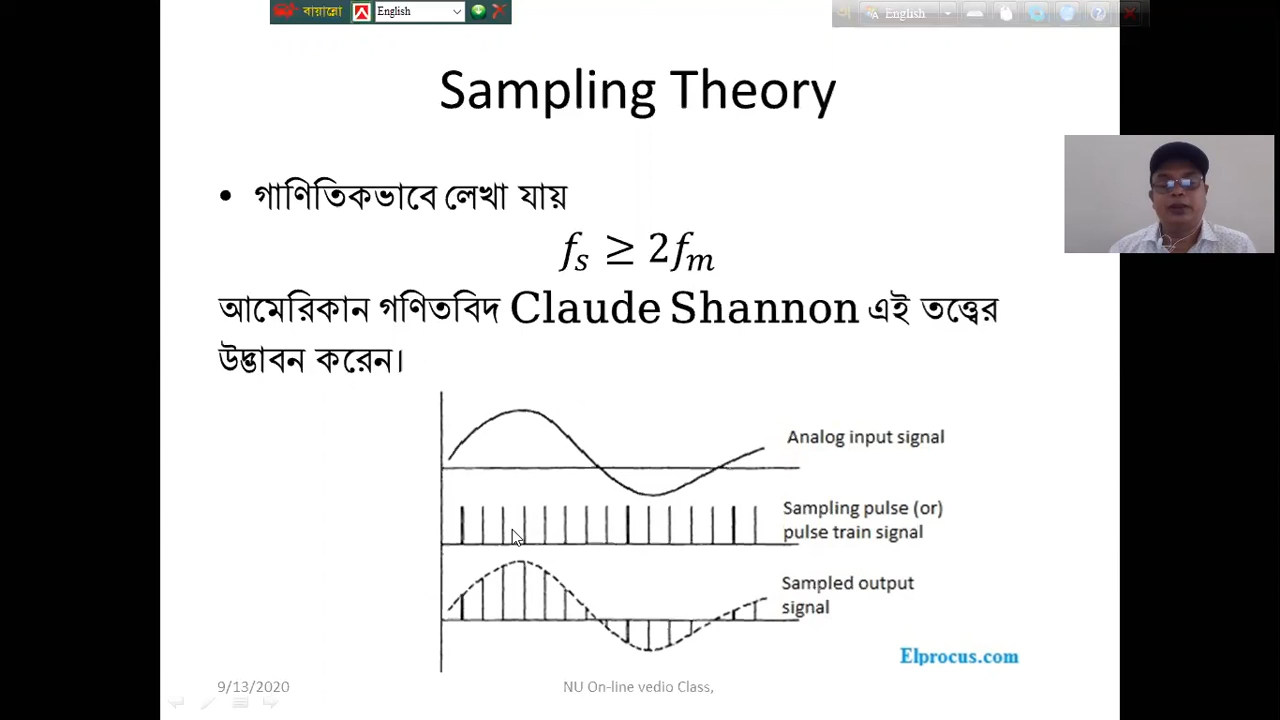 বায়ান্নো English
English
Sampling Theory
• গাণিতিকভাবে লেখা যায়
fₛ ≥ 2fₘ
আমেরিকান গণিতবিদ Claude Shannon এই তত্ত্বের
উদ্ভাবন করেন।
Analog input signal
Sampling pulse (or)
pulse train signal
Sampled output
signal
Elprocus.com
9/13/2020 NU On-line vedio Class,